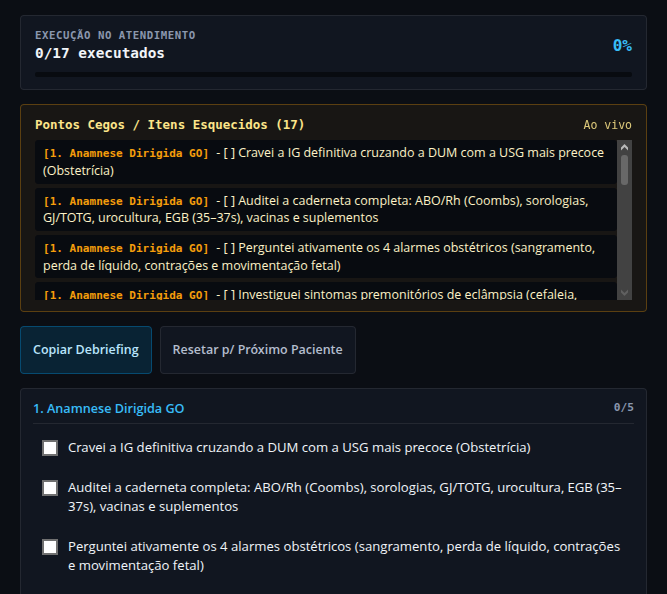 EXECUÇÃO NO ATENDIMENTO
0/17 executados
0%
Pontos Cegos / Itens Esquecidos (17)
Ao vivo
[1. Anamnese Dirigida GO] - [ ] Cravei a IG definitiva cruzando a DUM com a USG mais precoce
(Obstetrícia)
[1. Anamnese Dirigida GO] - [ ] Auditei a caderneta completa: ABO/Rh (Coombs), sorologias,
GJ/TOTG, urocultura, EGB (35–37s), vacinas e suplementos
[1. Anamnese Dirigida GO] - [ ] Perguntei ativamente os 4 alarmes obstétricos (sangramento,
perda de líquido, contrações e movimentação fetal)
[1. Anamnese Dirigida GO] - [ ] Investiguei sintomas premonitórios de eclâmpsia (cefaleia,
Copiar Debriefing
Resetar p/ Próximo Paciente
1. Anamnese Dirigida GO
0/5
Cravei a IG definitiva cruzando a DUM com a USG mais precoce (Obstetrícia)
Auditei a caderneta completa: ABO/Rh (Coombs), sorologias, GJ/TOTG, urocultura, EGB (35–
37s), vacinas e suplementos
Perguntei ativamente os 4 alarmes obstétricos (sangramento, perda de líquido, contrações
e movimentação fetal)